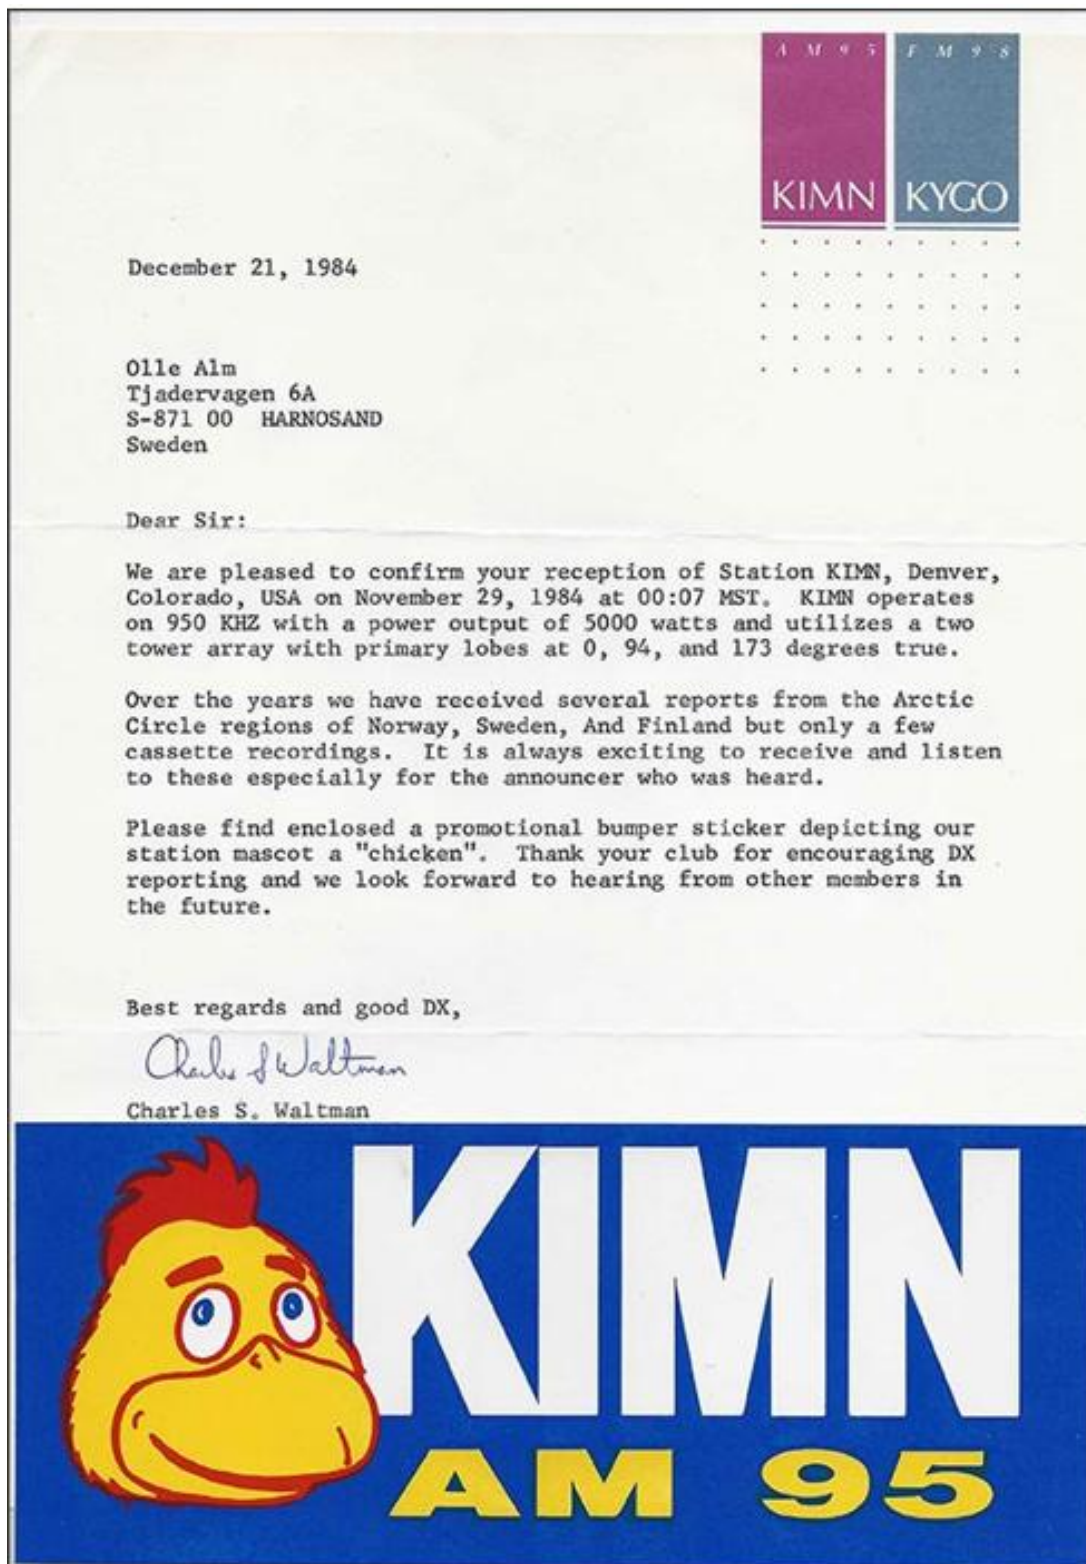 AM95 FM98
KIMN KYGO
December 21, 1984
Olle Alm
Tjadervagen 6A
S-871 00 HARNOSAND
Sweden
Dear Sir:
We are pleased to confirm your reception of Station KIMN, Denver,
Colorado, USA on November 29, 1984 at 00:07 MST. KIMN operates
on 950 KHZ with a power output of 5000 watts and utilizes a two
tower array with primary lobes at 0, 94, and 173 degrees true.
Over the years we have received several reports from the Arctic
Circle regions of Norway, Sweden, And Finland but only a few
cassette recordings. It is always exciting to receive and listen
to these especially for the announcer who was heard.
Please find enclosed a promotional bumper sticker depicting our
station mascot a "chicken". Thank your club for encouraging DX
reporting and we look forward to hearing from other members in
the future.
Best regards and good DX,
Charles S Waltman
Charles S. Waltman
KIMN
AM 95